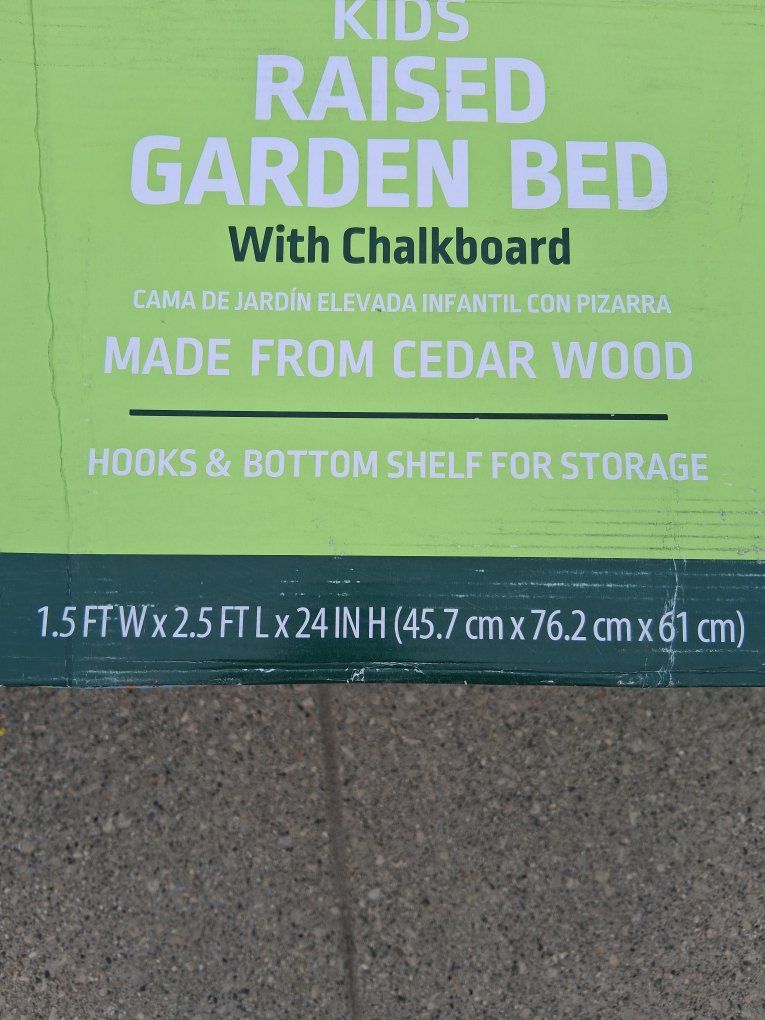 KIDS
RAISED
GARDEN BED
With Chalkboard
CAMA DE JARDÍN ELEVADA INFANTIL CON PIZARRA
MADE FROM CEDAR WOOD
HOOKS & BOTTOM SHELF FOR STORAGE
1.5 FT W x 2.5 FT L x 24 IN H (45.7 cm x 76.2 cm x 61 cm)